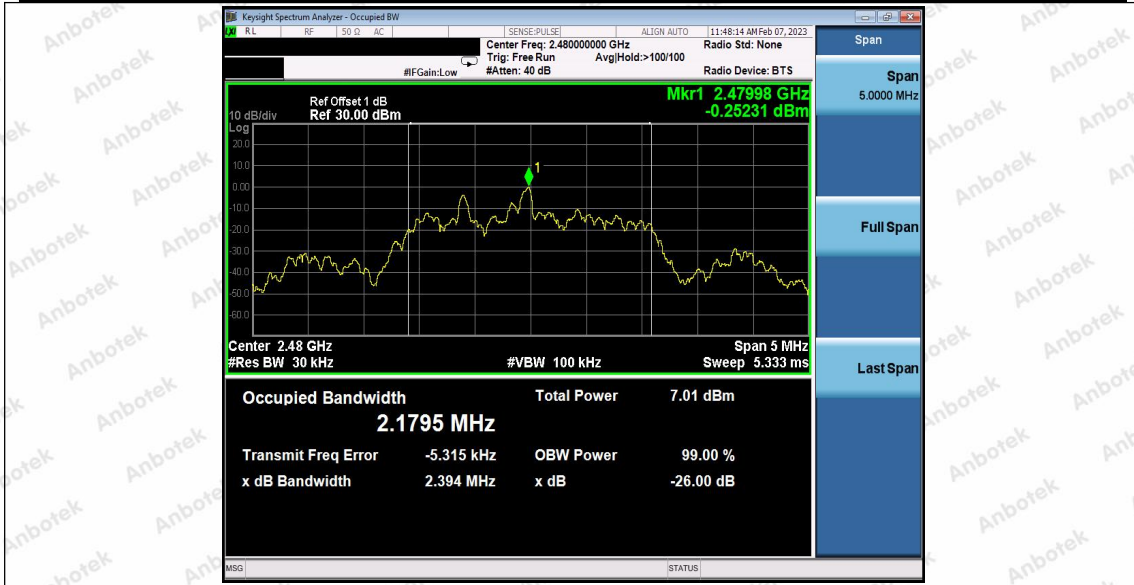 Keysight Spectrum Analyzer - Occupied BW
LXI RL RF 50 Ω AC SENSE:PULSE ALIGN AUTO 11:48:14 AM Feb 07, 2023
Center Freq: 2.480000000 GHz Radio Std: None
Trig: Free Run Avg|Hold:>100/100
#IFGain:Low #Atten: 40 dB Radio Device: BTS
Span
Span
5.0000 MHz
Full Span
Last Span
Mkr1 2.47998 GHz
-0.25231 dBm
Ref Offset 1 dB
10 dB/div Ref 30.00 dBm
Log
20.0
10.0
1
0.00
-10.0
-20.0
-30.0
-40.0
-50.0
-60.0
Center 2.48 GHz Span 5 MHz
#Res BW 30 kHz #VBW 100 kHz Sweep 5.333 ms
Occupied Bandwidth Total Power 7.01 dBm
2.1795 MHz
Transmit Freq Error -5.315 kHz OBW Power 99.00 %
x dB Bandwidth 2.394 MHz x dB -26.00 dB
MSG STATUS
Anbotek